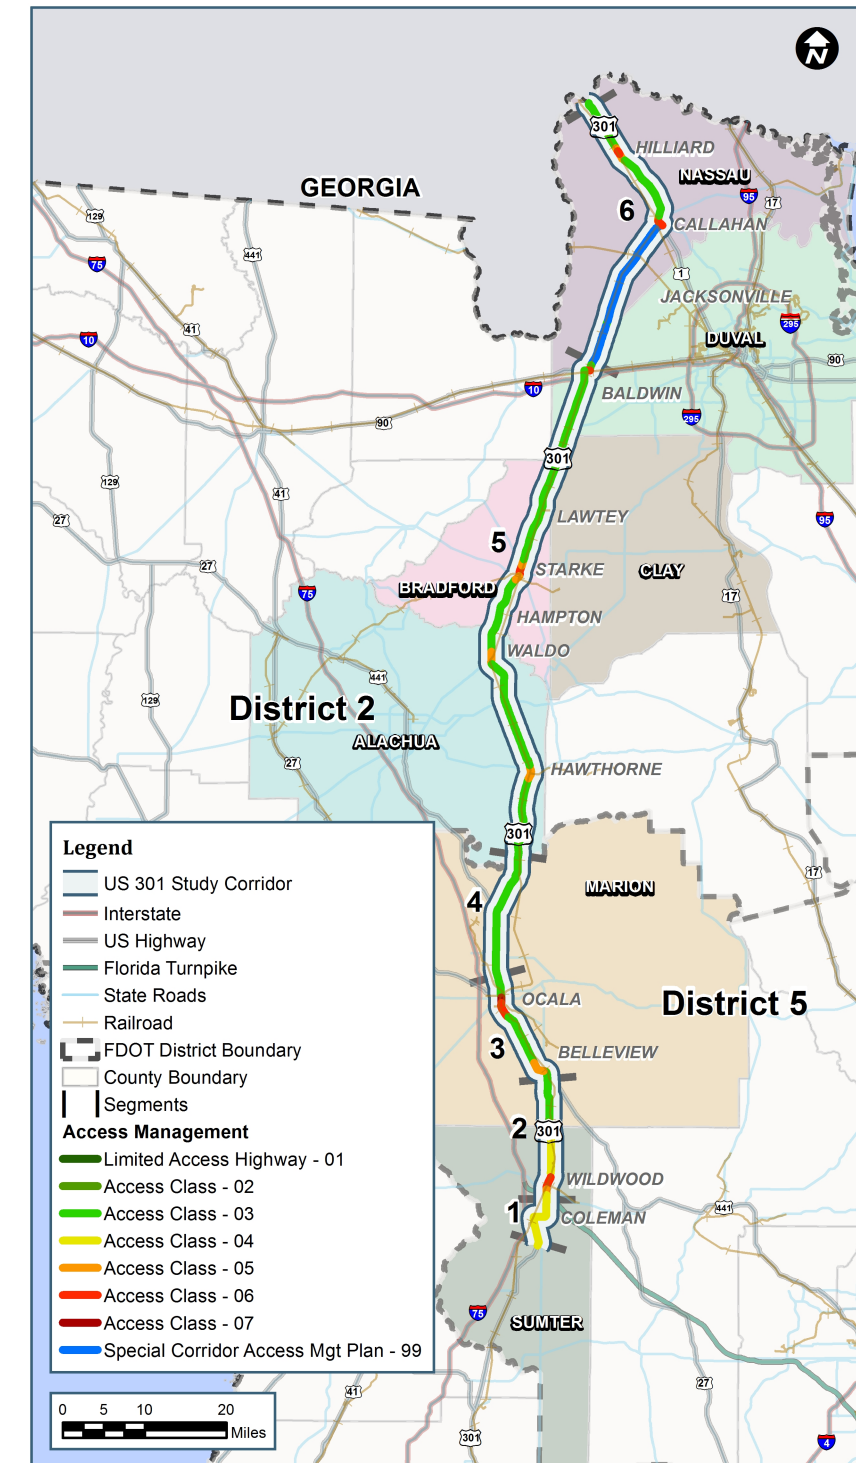 N
301
HILLIARD
NASSAU
GEORGIA
95
17
129
6
CALLAHAN
441
75
1
JACKSONVILLE
295
41
10
DUVAL
90
10
BALDWIN
295
90
301
129
41
LAWTEY
27
95
5
27
STARKE
CLAY
BRADFORD
75
17
HAMPTON
WALDO
441
129
District 2
ALACHUA
27
HAWTHORNE
301
17
MARION
4
OCALA
District 5
3
BELLEVIEW
2
301
WILDWOOD
441
1
COLEMAN
75
SUMTER
27
41
301
4
Legend
US 301 Study Corridor
Interstate
US Highway
Florida Turnpike
State Roads
Railroad
FDOT District Boundary
County Boundary
Segments
Access Management
Limited Access Highway - 01
Access Class - 02
Access Class - 03
Access Class - 04
Access Class - 05
Access Class - 06
Access Class - 07
Special Corridor Access Mgt Plan - 99
0 5 10 20
Miles